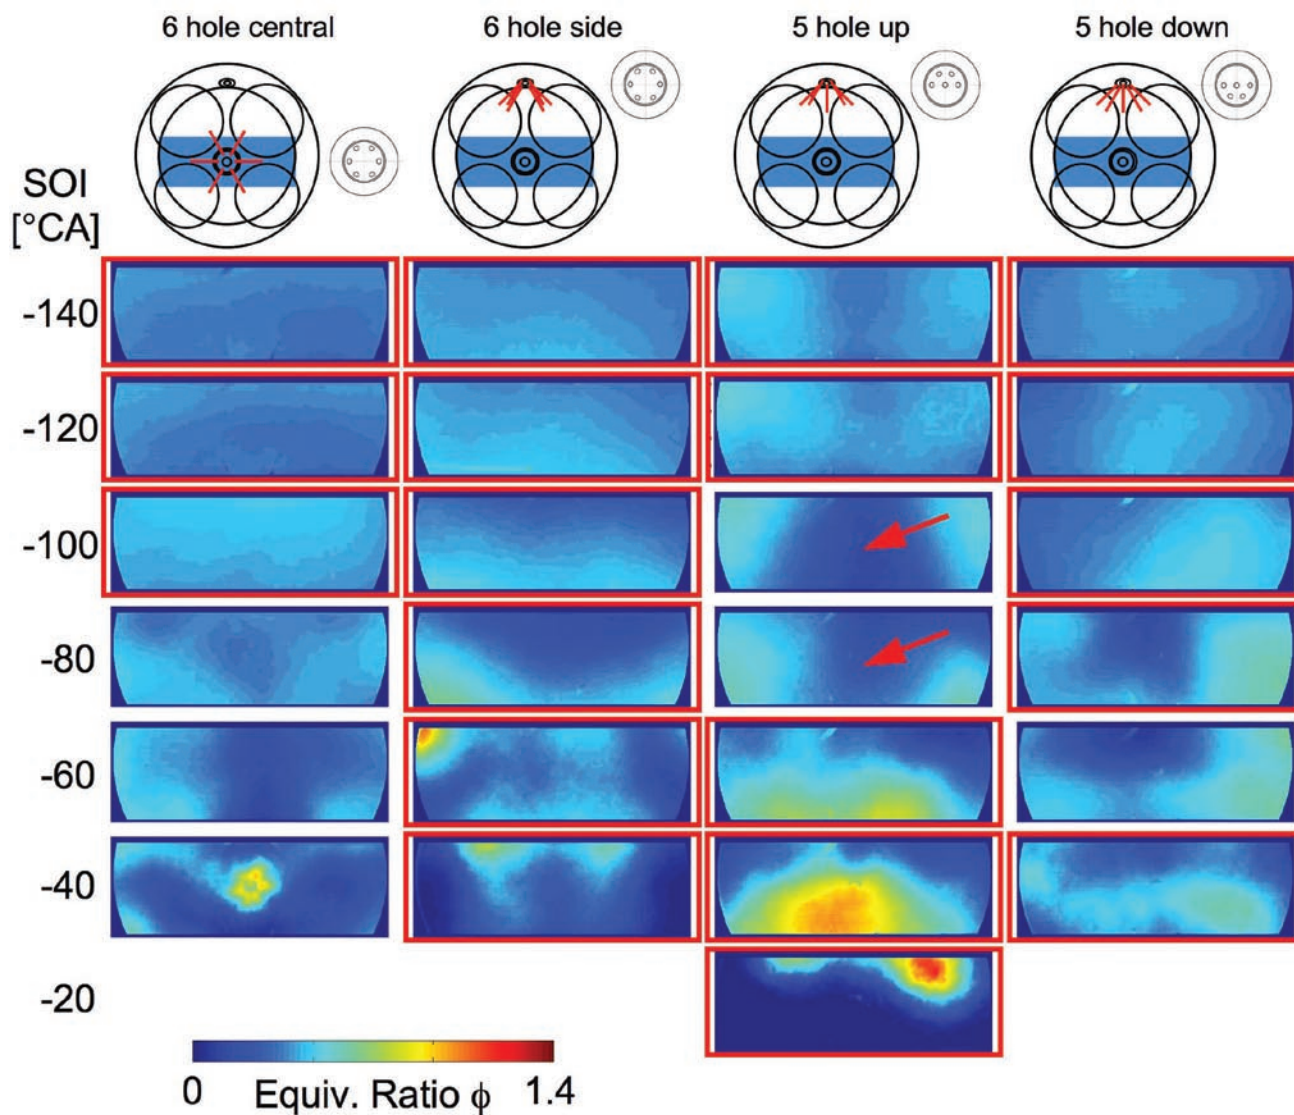 6 hole central 6 hole side 5 hole up 5 hole down
SOI
[°CA]
-140
-120
-100
-80
-60
-40
-20
0 Equiv. Ratio ϕ 1.4